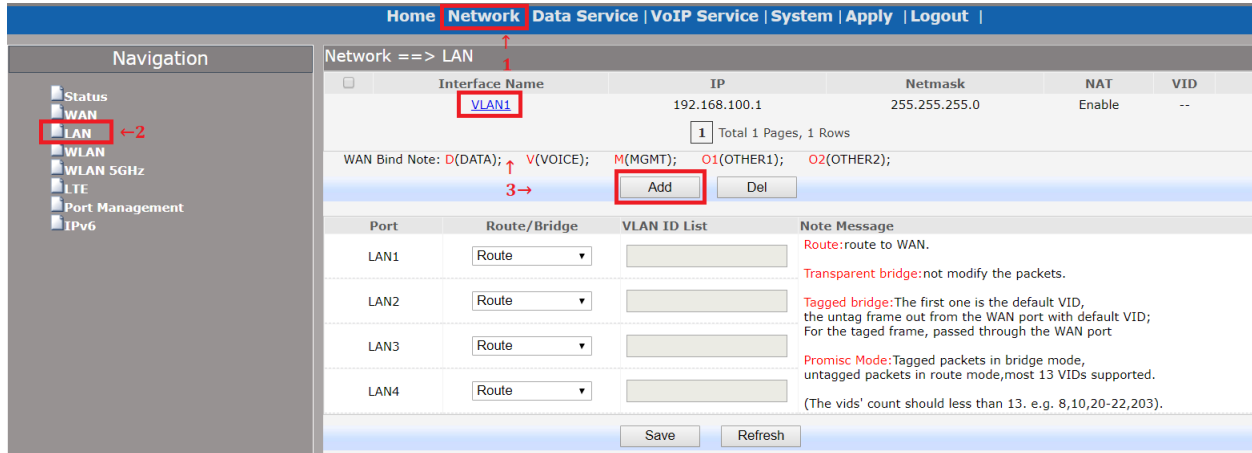 Home | Network | Data Service | VoIP Service | System | Apply | Logout |
↑
1
Navigation
Status
WAN
LAN ←2
WLAN
WLAN 5GHz
LTE
Port Management
IPv6
Network ==> LAN
Interface Name IP Netmask NAT VID
VLAN1 192.168.100.1 255.255.255.0 Enable --
1 Total 1 Pages, 1 Rows
WAN Bind Note: D(DATA); ↑ V(VOICE); M(MGMT); O1(OTHER1); O2(OTHER2);
3→ Add Del
Port Route/Bridge VLAN ID List Note Message
LAN1 Route
LAN2 Route
LAN3 Route
LAN4 Route
Route:route to WAN.
Transparent bridge:not modify the packets.
Tagged bridge:The first one is the default VID,
the untag frame out from the WAN port with default VID;
For the taged frame, passed through the WAN port
Promisc Mode:Tagged packets in bridge mode,
untagged packets in route mode,most 13 VIDs supported.
(The vids' count should less than 13. e.g. 8,10,20-22,203).
Save Refresh